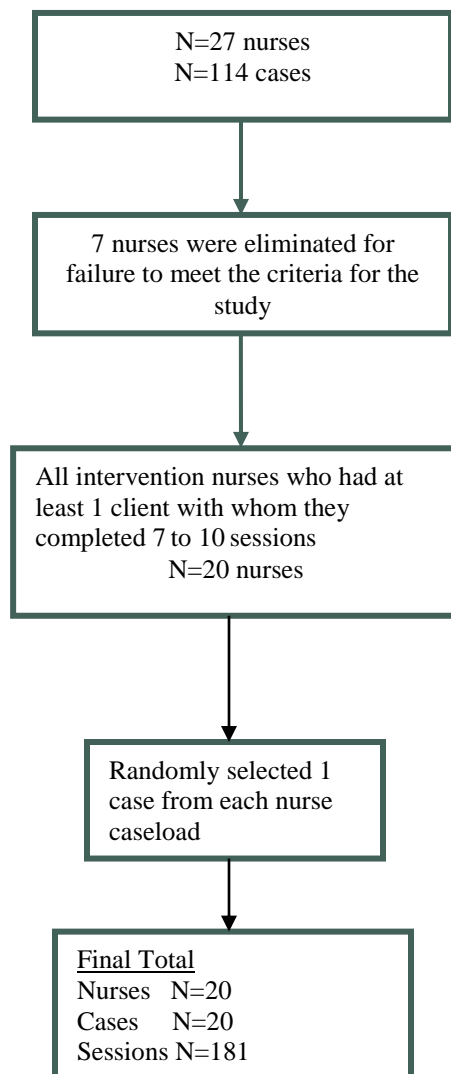 N=27 nurses
N=114 cases
7 nurses were eliminated for
failure to meet the criteria for the
study
All intervention nurses who had at
least 1 client with whom they
completed 7 to 10 sessions
N=20 nurses
Randomly selected 1
case from each nurse
caseload
Final Total
Nurses N=20
Cases N=20
Sessions N=181